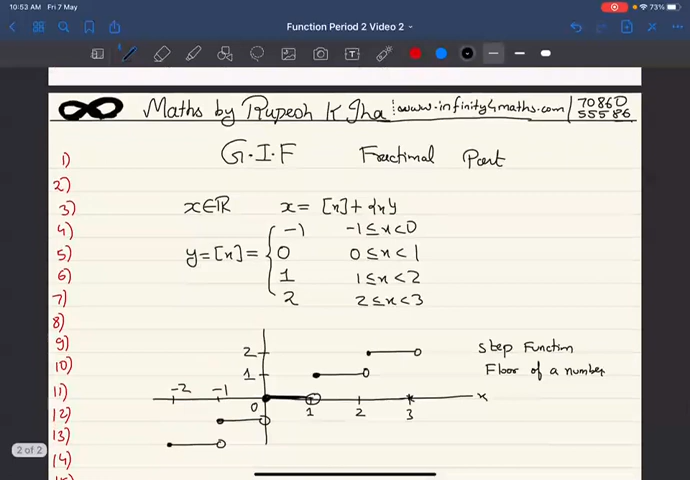 10:53 AM Fri 7 May
73%
Function Period 2 Video 2
Maths by Rupesh K Jha www.infinity4maths.com 70860 55586
G.I.F Fractional Part
1)
2)
3) x∈ℝ x = [x] + {x}
4) -1 -1 ≤ x < 0
5) y = [x] = 0 0 ≤ x < 1
6) 1 1 ≤ x < 2
7) 2 2 ≤ x < 3
8)
9) 2 Step Function
10) 1 Floor of a number
11) -2 -1 0 1 2 3 x
12)
13)
2 of 2
14)